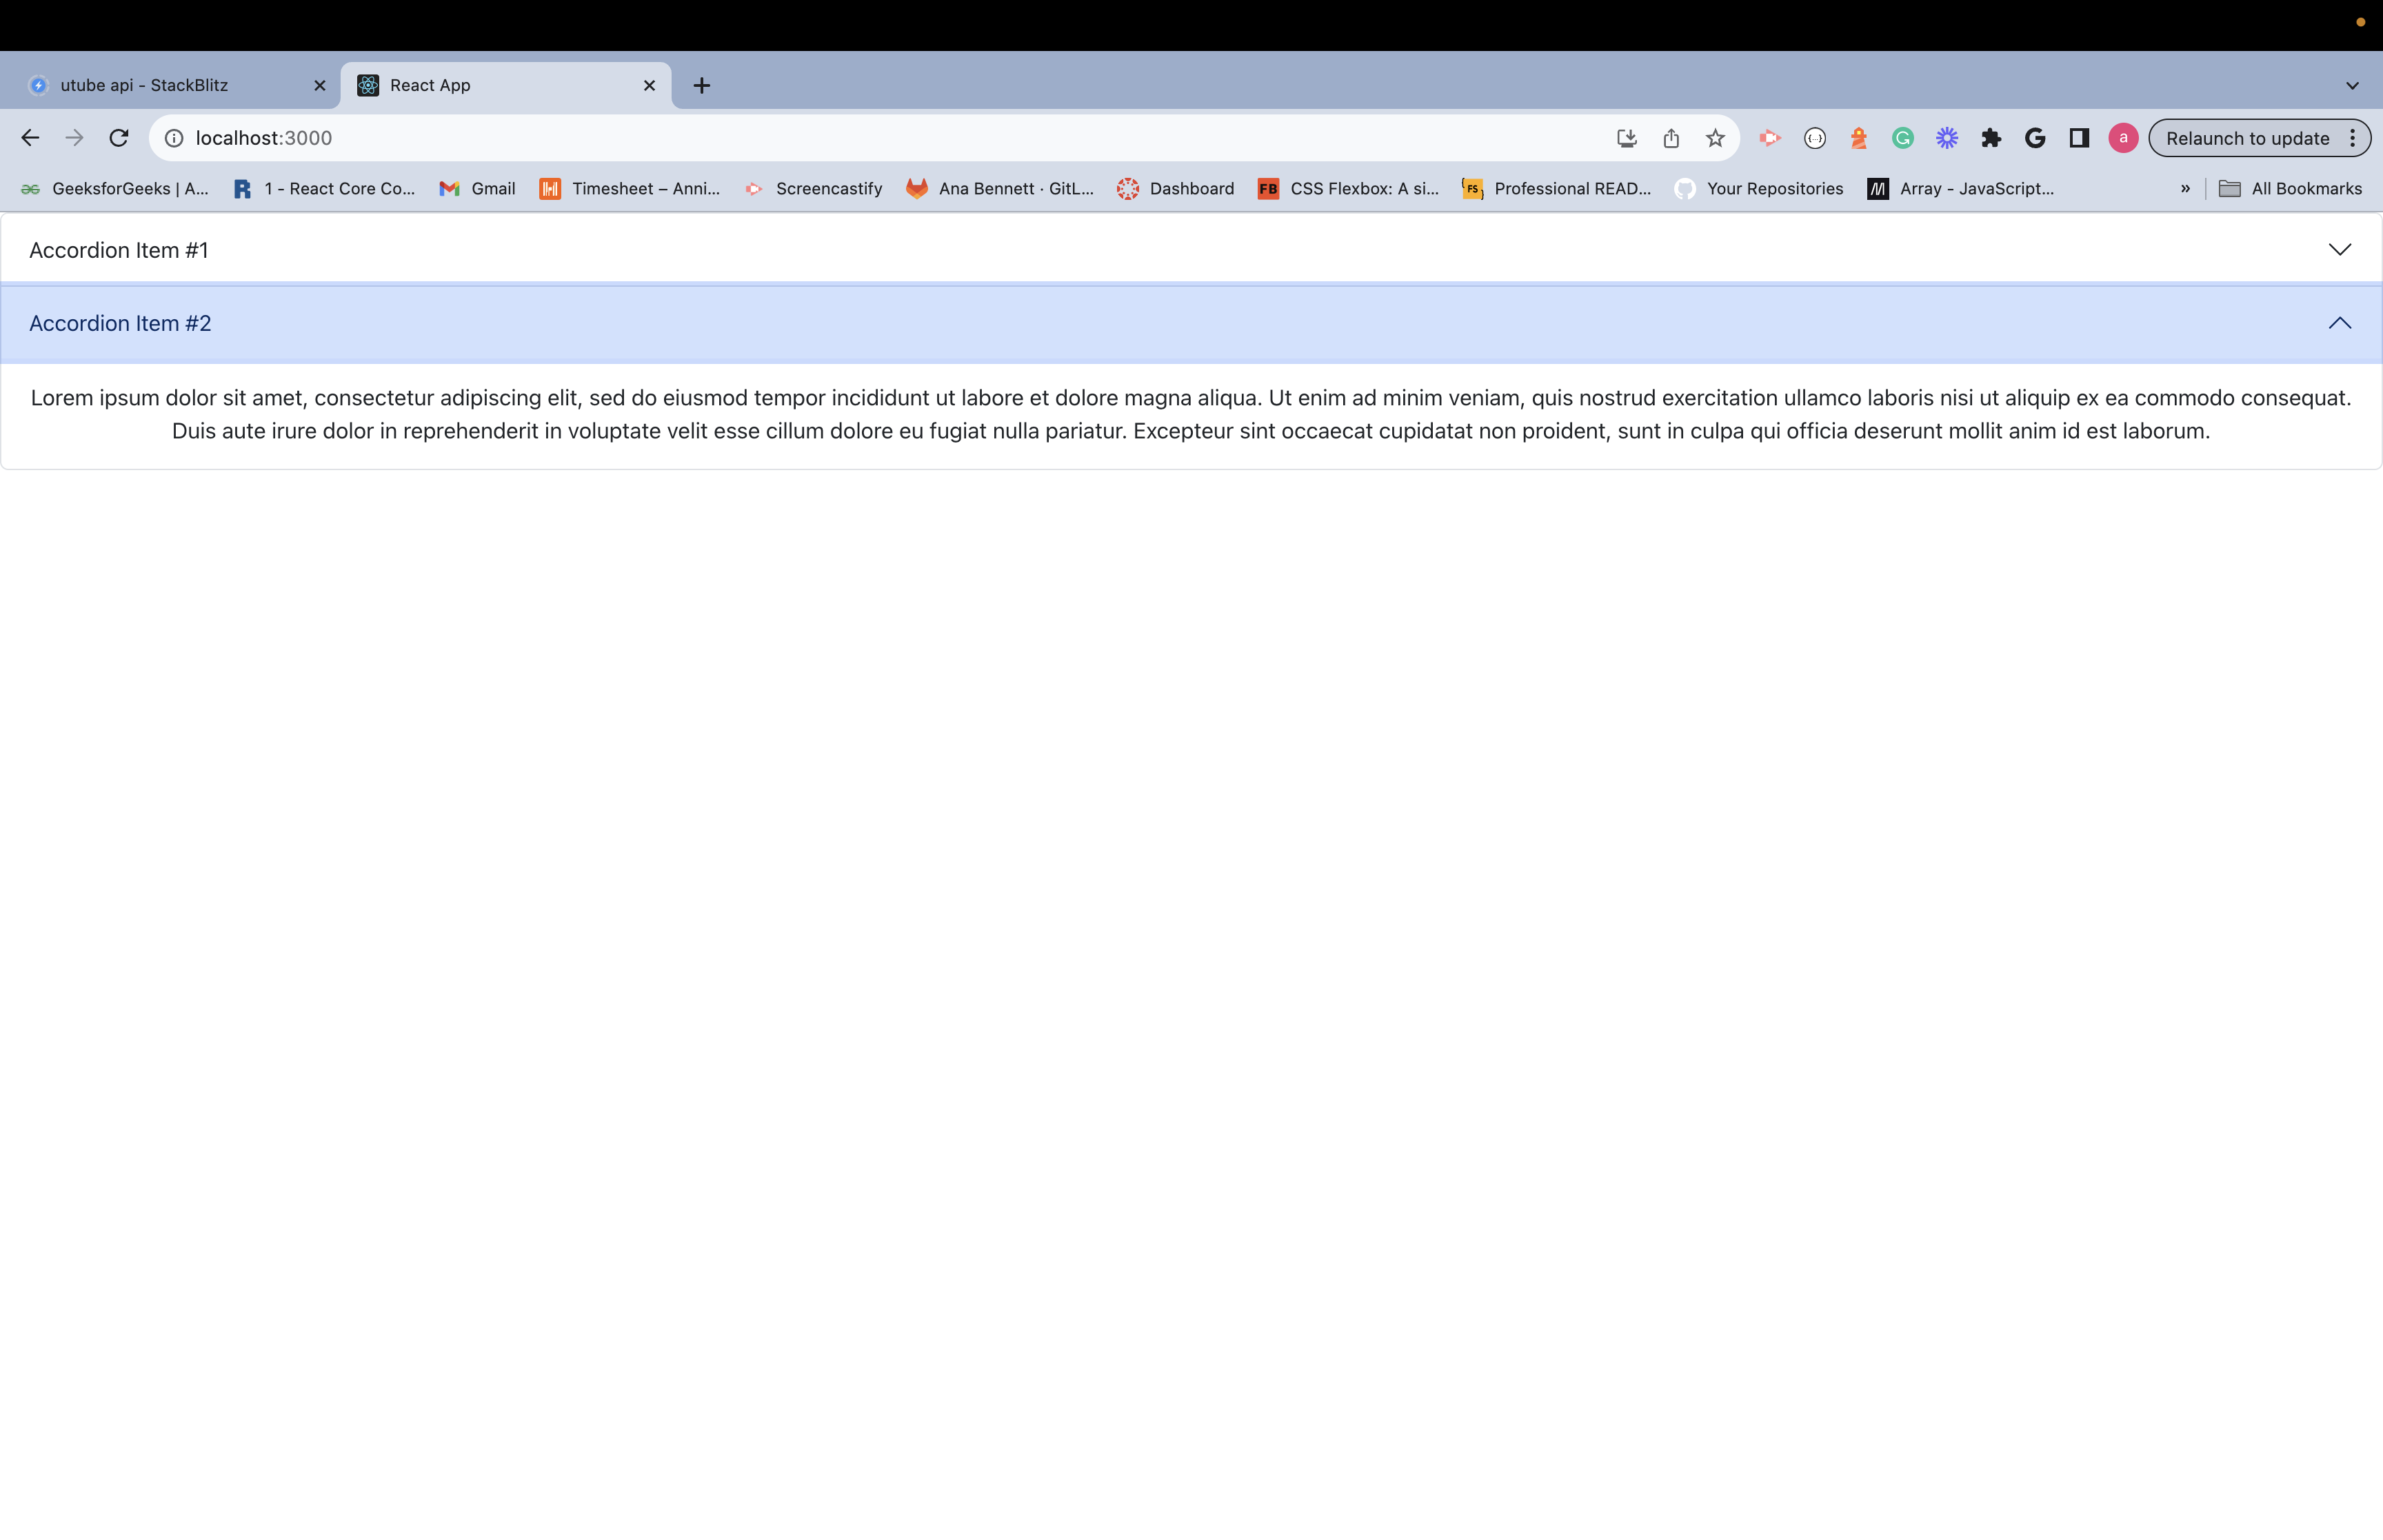 utube api - StackBlitz
React App
localhost:3000
a
Relaunch to update
GeeksforGeeks | A...
1 - React Core Co...
Gmail
Timesheet – Anni...
Screencastify
Ana Bennett · GitL...
Dashboard
FB
CSS Flexbox: A si...
FS
Professional READ...
Your Repositories
Array - JavaScript...
»
All Bookmarks
Accordion Item #1
Accordion Item #2
Lorem ipsum dolor sit amet, consectetur adipiscing elit, sed do eiusmod tempor incididunt ut labore et dolore magna aliqua. Ut enim ad minim veniam, quis nostrud exercitation ullamco laboris nisi ut aliquip ex ea commodo consequat.
Duis aute irure dolor in reprehenderit in voluptate velit esse cillum dolore eu fugiat nulla pariatur. Excepteur sint occaecat cupidatat non proident, sunt in culpa qui officia deserunt mollit anim id est laborum.